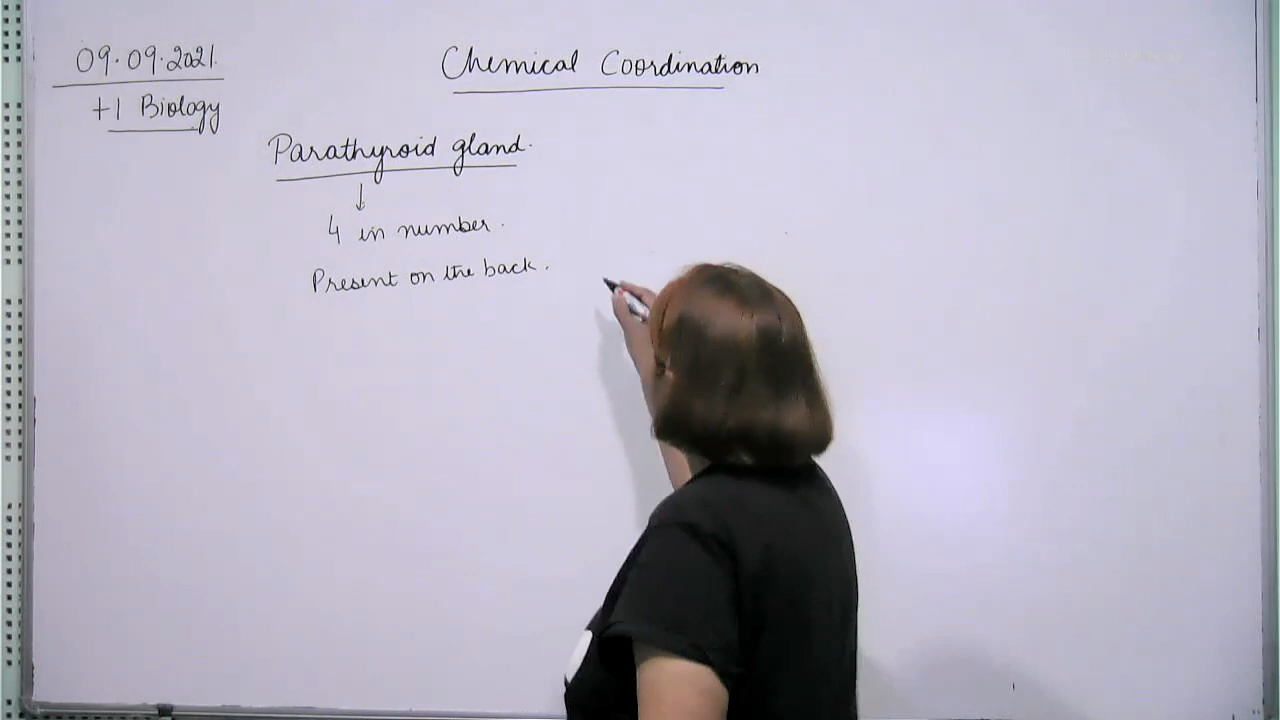 09.09.2021.
Chemical Coordination
+1 Biology
Parathyroid gland.
4 in number.
Present on the back.